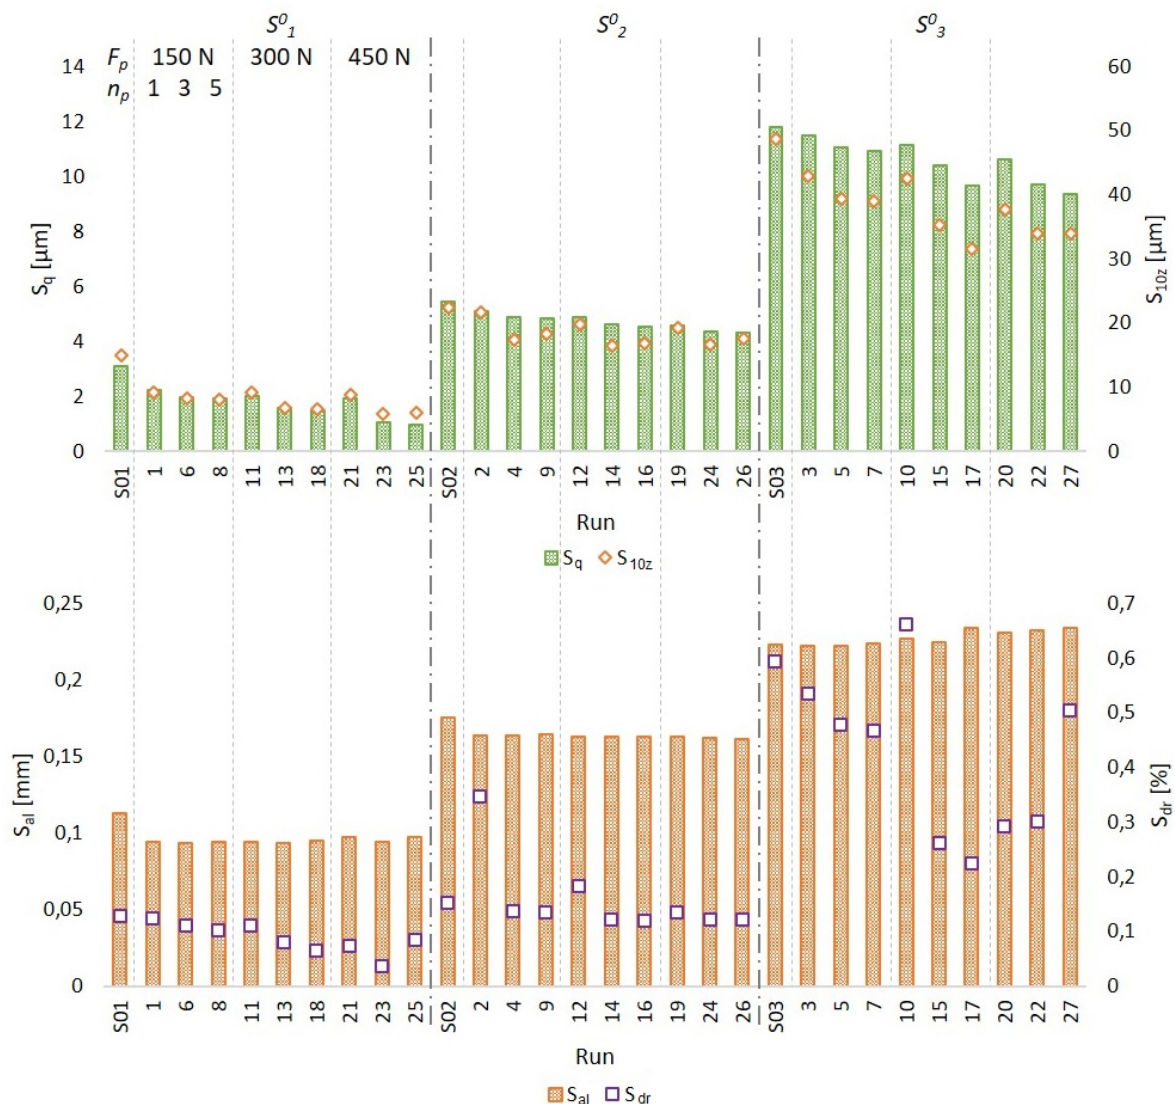 S⁰₁ S⁰₂ S⁰₃
Fₚ 150 N 300 N 450 N
nₚ 1 3 5
14
12
10
8
6
4
2
0
S_q [µm]
60
50
40
30
20
10
0
S₁₀z [µm]
S01 1 6 8 11 13 18 21 23 25 S02 2 4 9 12 14 16 19 24 26 S03 3 5 7 10 15 17 20 22 27
Run
S_q S₁₀z
0,25
0,2
0,15
0,1
0,05
0
S_al [mm]
0,7
0,6
0,5
0,4
0,3
0,2
0,1
0
S_dr [%]
S01 1 6 8 11 13 18 21 23 25 S02 2 4 9 12 14 16 19 24 26 S03 3 5 7 10 15 17 20 22 27
Run
S_al S_dr